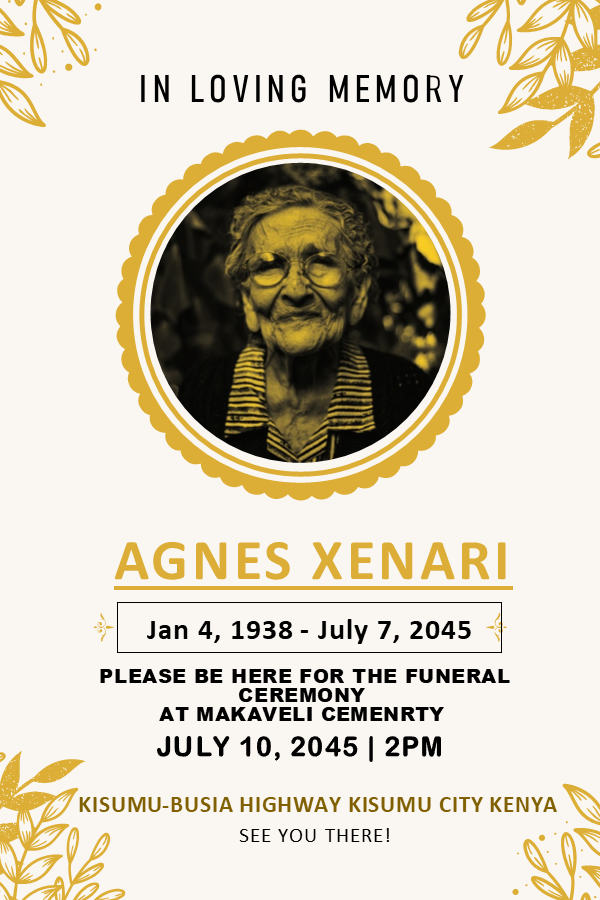 IN LOVING MEMORY
AGNES XENARI
Jan 4, 1938 - July 7, 2045
PLEASE BE HERE FOR THE FUNERAL
CEREMONY
AT MAKAVELI CEMENRTY
JULY 10, 2045 | 2PM
KISUMU-BUSIA HIGHWAY KISUMU CITY KENYA
SEE YOU THERE!